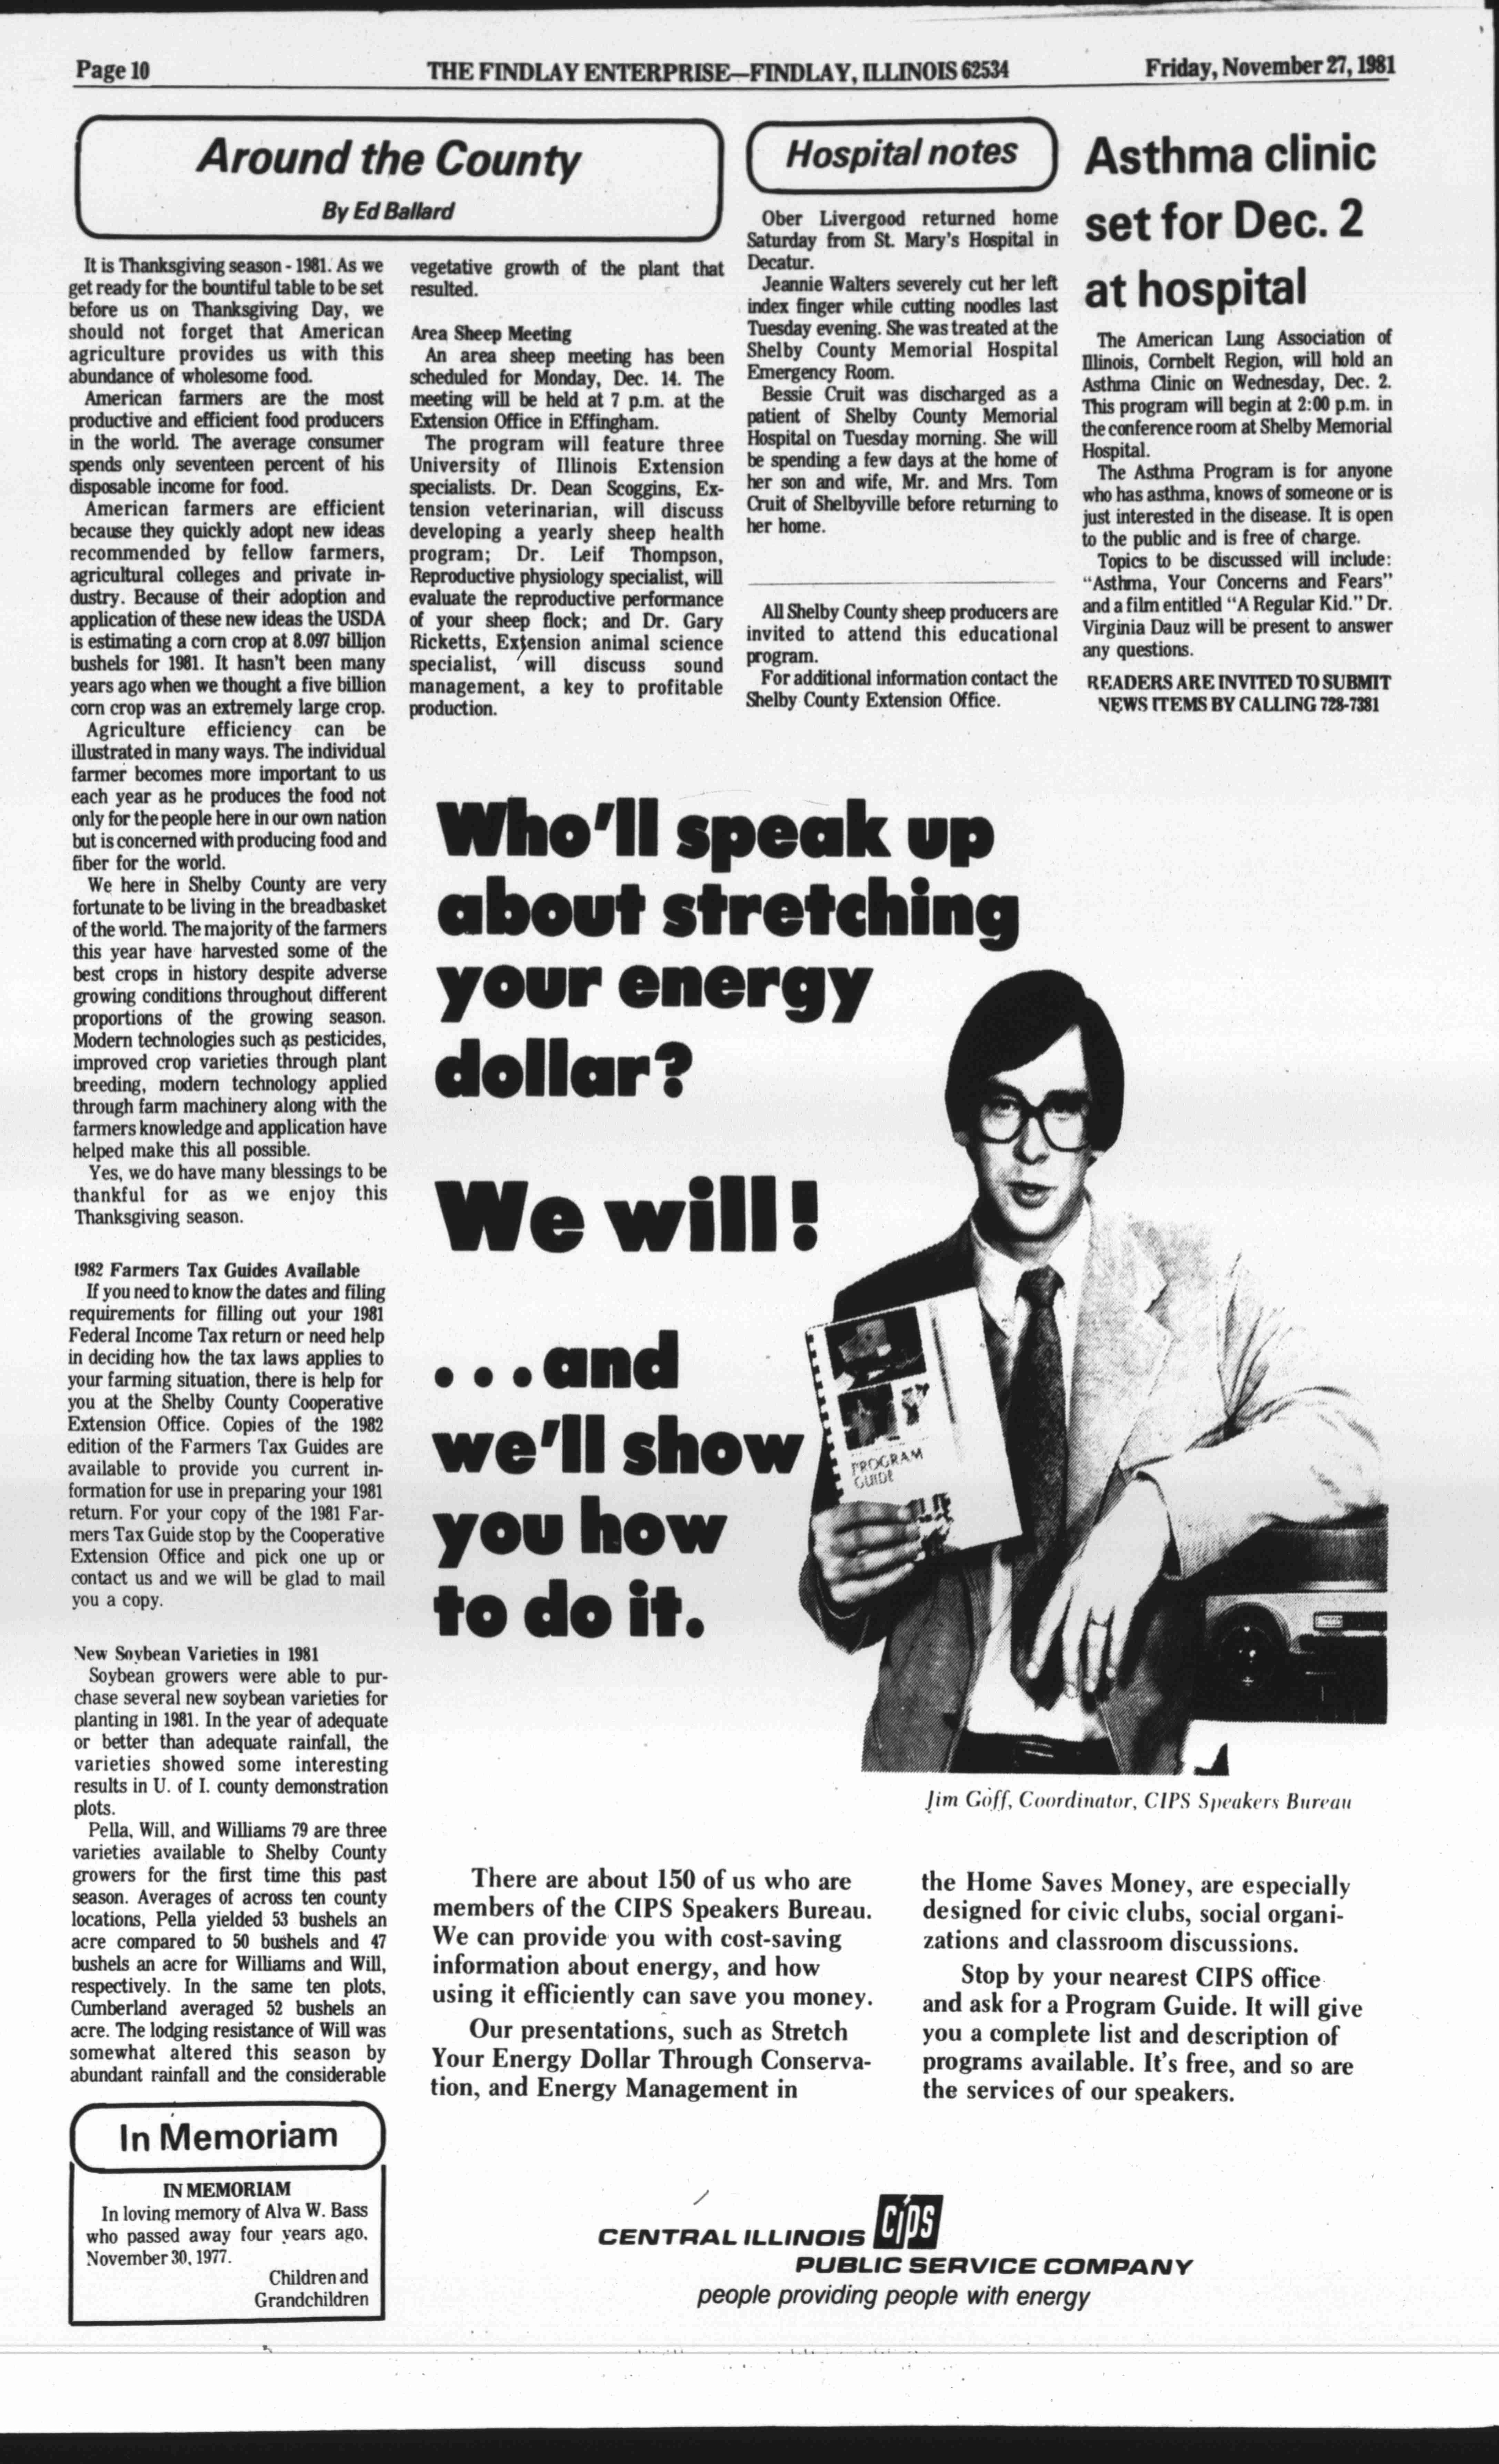 Page 10
THE FINDLAY ENTERPRISE—FINDLAY, ILLINOIS 62534
Friday, November 27, 1981
Around the County
By Ed Ballard
It is Thanksgiving season - 1981. As we
get ready for the bountiful table to be set
before us on Thanksgiving Day, we
should not forget that American
agriculture provides us with this
abundance of wholesome food.
American farmers are the most
productive and efficient food producers
in the world. The average consumer
spends only seventeen percent of his
disposable income for food.
American farmers are efficient
because they quickly adopt new ideas
recommended by fellow farmers,
agricultural colleges and private in-
dustry. Because of their adoption and
application of these new ideas the USDA
is estimating a corn crop at 8.097 billion
bushels for 1981. It hasn't been many
years ago when we thought a five billion
corn crop was an extremely large crop.
Agriculture efficiency can be
illustrated in many ways. The individual
farmer becomes more important to us
each year as he produces the food not
only for the people here in our own nation
but is concerned with producing food and
fiber for the world.
We here in Shelby County are very
fortunate to be living in the breadbasket
of the world. The majority of the farmers
this year have harvested some of the
best crops in history despite adverse
growing conditions throughout different
proportions of the growing season.
Modern technologies such as pesticides,
improved crop varieties through plant
breeding, modern technology applied
through farm machinery along with the
farmers knowledge and application have
helped make this all possible.
Yes, we do have many blessings to be
thankful for as we enjoy this
Thanksgiving season.
1982 Farmers Tax Guides Available
If you need to know the dates and filing
requirements for filling out your 1981
Federal Income Tax return or need help
in deciding how the tax laws applies to
your farming situation, there is help for
you at the Shelby County Cooperative
Extension Office. Copies of the 1982
edition of the Farmers Tax Guides are
available to provide you current in-
formation for use in preparing your 1981
return. For your copy of the 1981 Far-
mers Tax Guide stop by the Cooperative
Extension Office and pick one up or
contact us and we will be glad to mail
you a copy.
New Soybean Varieties in 1981
Soybean growers were able to pur-
chase several new soybean varieties for
planting in 1981. In the year of adequate
or better than adequate rainfall, the
varieties showed some interesting
results in U. of I. county demonstration
plots.
Pella, Will, and Williams 79 are three
varieties available to Shelby County
growers for the first time this past
season. Averages of across ten county
locations, Pella yielded 53 bushels an
acre compared to 50 bushels and 47
bushels an acre for Williams and Will,
respectively. In the same ten plots,
Cumberland averaged 52 bushels an
acre. The lodging resistance of Will was
somewhat altered this season by
abundant rainfall and the considerable
vegetative growth of the plant that
resulted.
Area Sheep Meeting
An area sheep meeting has been
scheduled for Monday, Dec. 14. The
meeting will be held at 7 p.m. at the
Extension Office in Effingham.
The program will feature three
University of Illinois Extension
specialists. Dr. Dean Scoggins, Ex-
tension veterinarian, will discuss
developing a yearly sheep health
program; Dr. Leif Thompson,
Reproductive physiology specialist, will
evaluate the reproductive performance
of your sheep flock; and Dr. Gary
Ricketts, Extension animal science
specialist, will discuss sound
management, a key to profitable
production.
All Shelby County sheep producers are
invited to attend this educational
program.
For additional information contact the
Shelby County Extension Office.
Hospital notes
Ober Livergood returned home
Saturday from St. Mary's Hospital in
Decatur.
Jeannie Walters severely cut her left
index finger while cutting noodles last
Tuesday evening. She was treated at the
Shelby County Memorial Hospital
Emergency Room.
Bessie Cruit was discharged as a
patient of Shelby County Memorial
Hospital on Tuesday morning. She will
be spending a few days at the home of
her son and wife, Mr. and Mrs. Tom
Cruit of Shelbyville before returning to
her home.
Asthma clinic
set for Dec. 2
at hospital
The American Lung Association of
Illinois, Cornbelt Region, will hold an
Asthma Clinic on Wednesday, Dec. 2.
This program will begin at 2:00 p.m. in
the conference room at Shelby Memorial
Hospital.
The Asthma Program is for anyone
who has asthma, knows of someone or is
just interested in the disease. It is open
to the public and is free of charge.
Topics to be discussed will include:
"Asthma, Your Concerns and Fears"
and a film entitled "A Regular Kid." Dr.
Virginia Dauz will be present to answer
any questions.
READERS ARE INVITED TO SUBMIT
NEWS ITEMS BY CALLING 728-7381
Who'll speak up
about stretching
your energy
dollar?
We will!
...and
we'll show
you how
to do it.
PROGRAM
GUIDE
Jim Goff, Coordinator, CIPS Speakers Bureau
There are about 150 of us who are
members of the CIPS Speakers Bureau.
We can provide you with cost-saving
information about energy, and how
using it efficiently can save you money.
Our presentations, such as Stretch
Your Energy Dollar Through Conserva-
tion, and Energy Management in
the Home Saves Money, are especially
designed for civic clubs, social organi-
zations and classroom discussions.
Stop by your nearest CIPS office
and ask for a Program Guide. It will give
you a complete list and description of
programs available. It's free, and so are
the services of our speakers.
In Memoriam
IN MEMORIAM
In loving memory of Alva W. Bass
who passed away four years ago,
November 30, 1977.
Children and
Grandchildren
CENTRAL ILLINOIS CIPS
PUBLIC SERVICE COMPANY
people providing people with energy